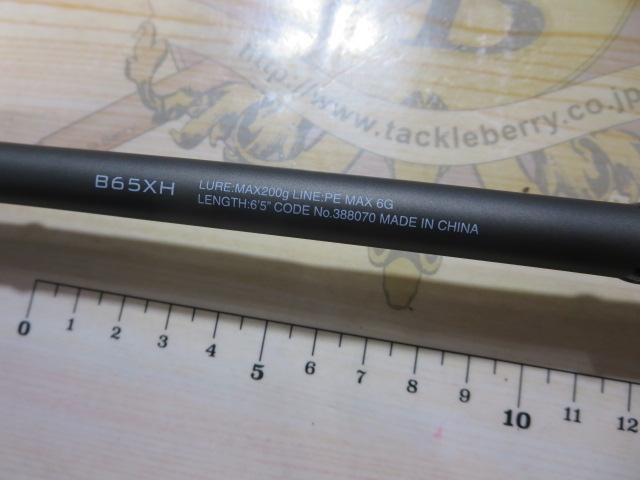 B
http://www.tackleberry.co.jp
B65XH
LURE:MAX200g LINE:PE MAX 6G
LENGTH:6'5" CODE No.388070 MADE IN CHINA
0 1 2 3 4 5 6 7 8 9 10 11 12